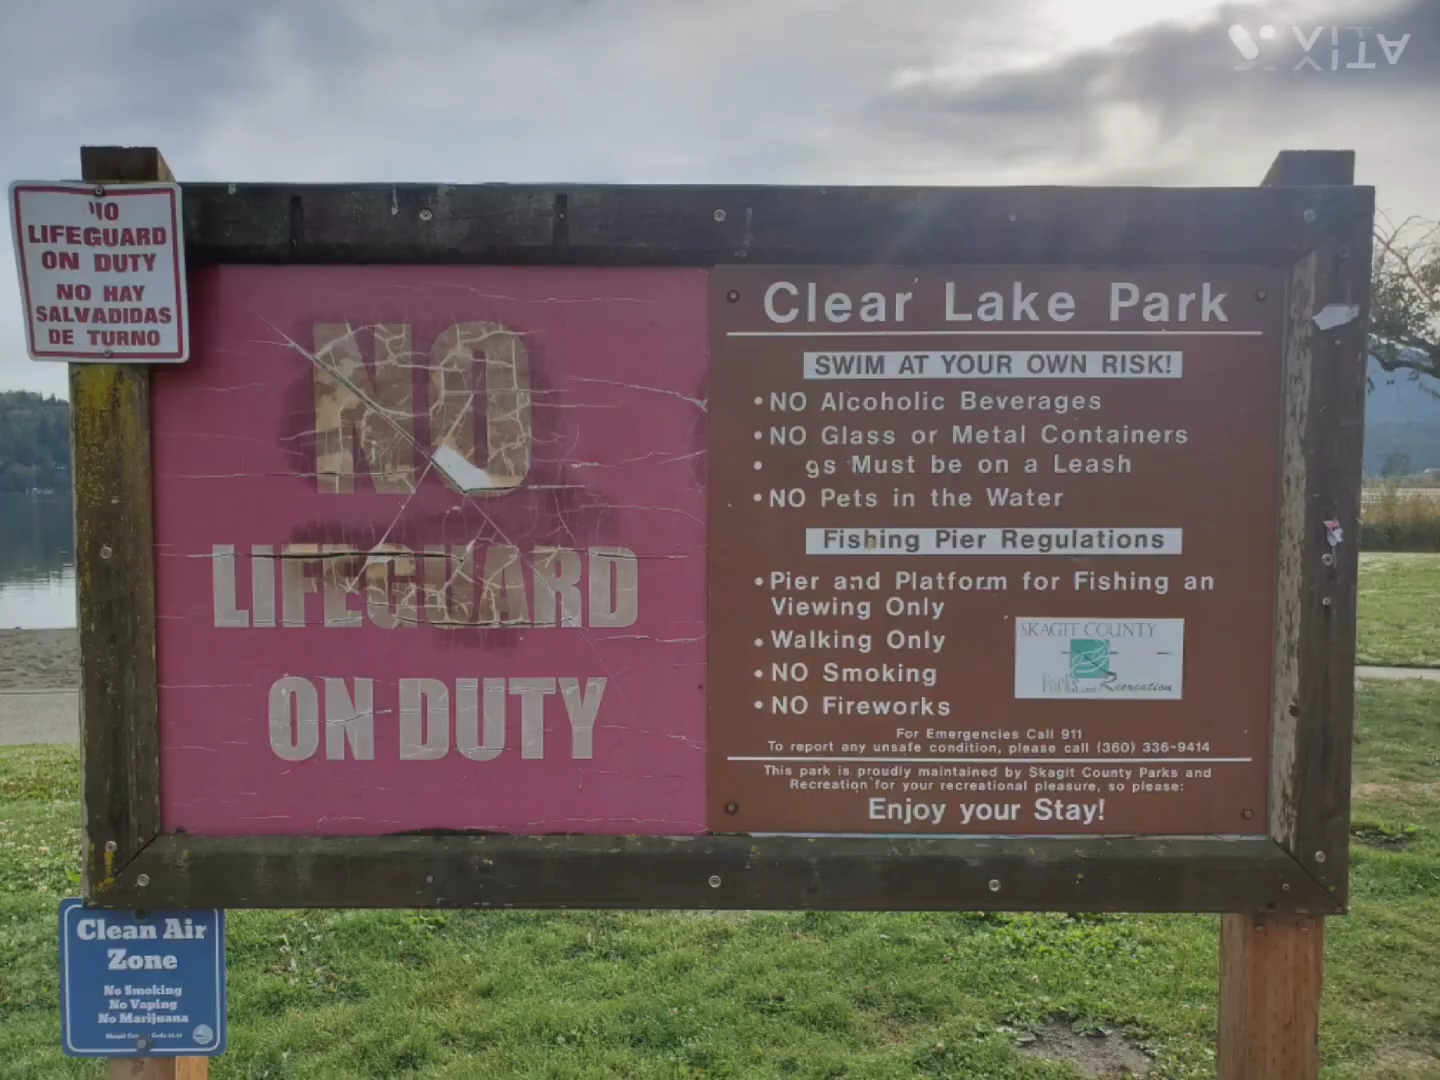 NO
LIFEGUARD
ON DUTY
NO HAY
SALVADIDAS
DE TURNO
NO
LIFEGUARD
ON DUTY
Clear Lake Park
SWIM AT YOUR OWN RISK!
• NO Alcoholic Beverages
• NO Glass or Metal Containers
• gs Must be on a Leash
• NO Pets in the Water
Fishing Pier Regulations
• Pier and Platform for Fishing an
Viewing Only
• Walking Only
• NO Smoking
• NO Fireworks
SKAGIT COUNTY
Parks and Recreation
For Emergencies Call 911
To report any unsafe condition, please call (360) 336-9414
This park is proudly maintained by Skagit County Parks and
Recreation for your recreational pleasure, so please:
Enjoy your Stay!
Clean Air
Zone
No Smoking
No Vaping
No Marijuana